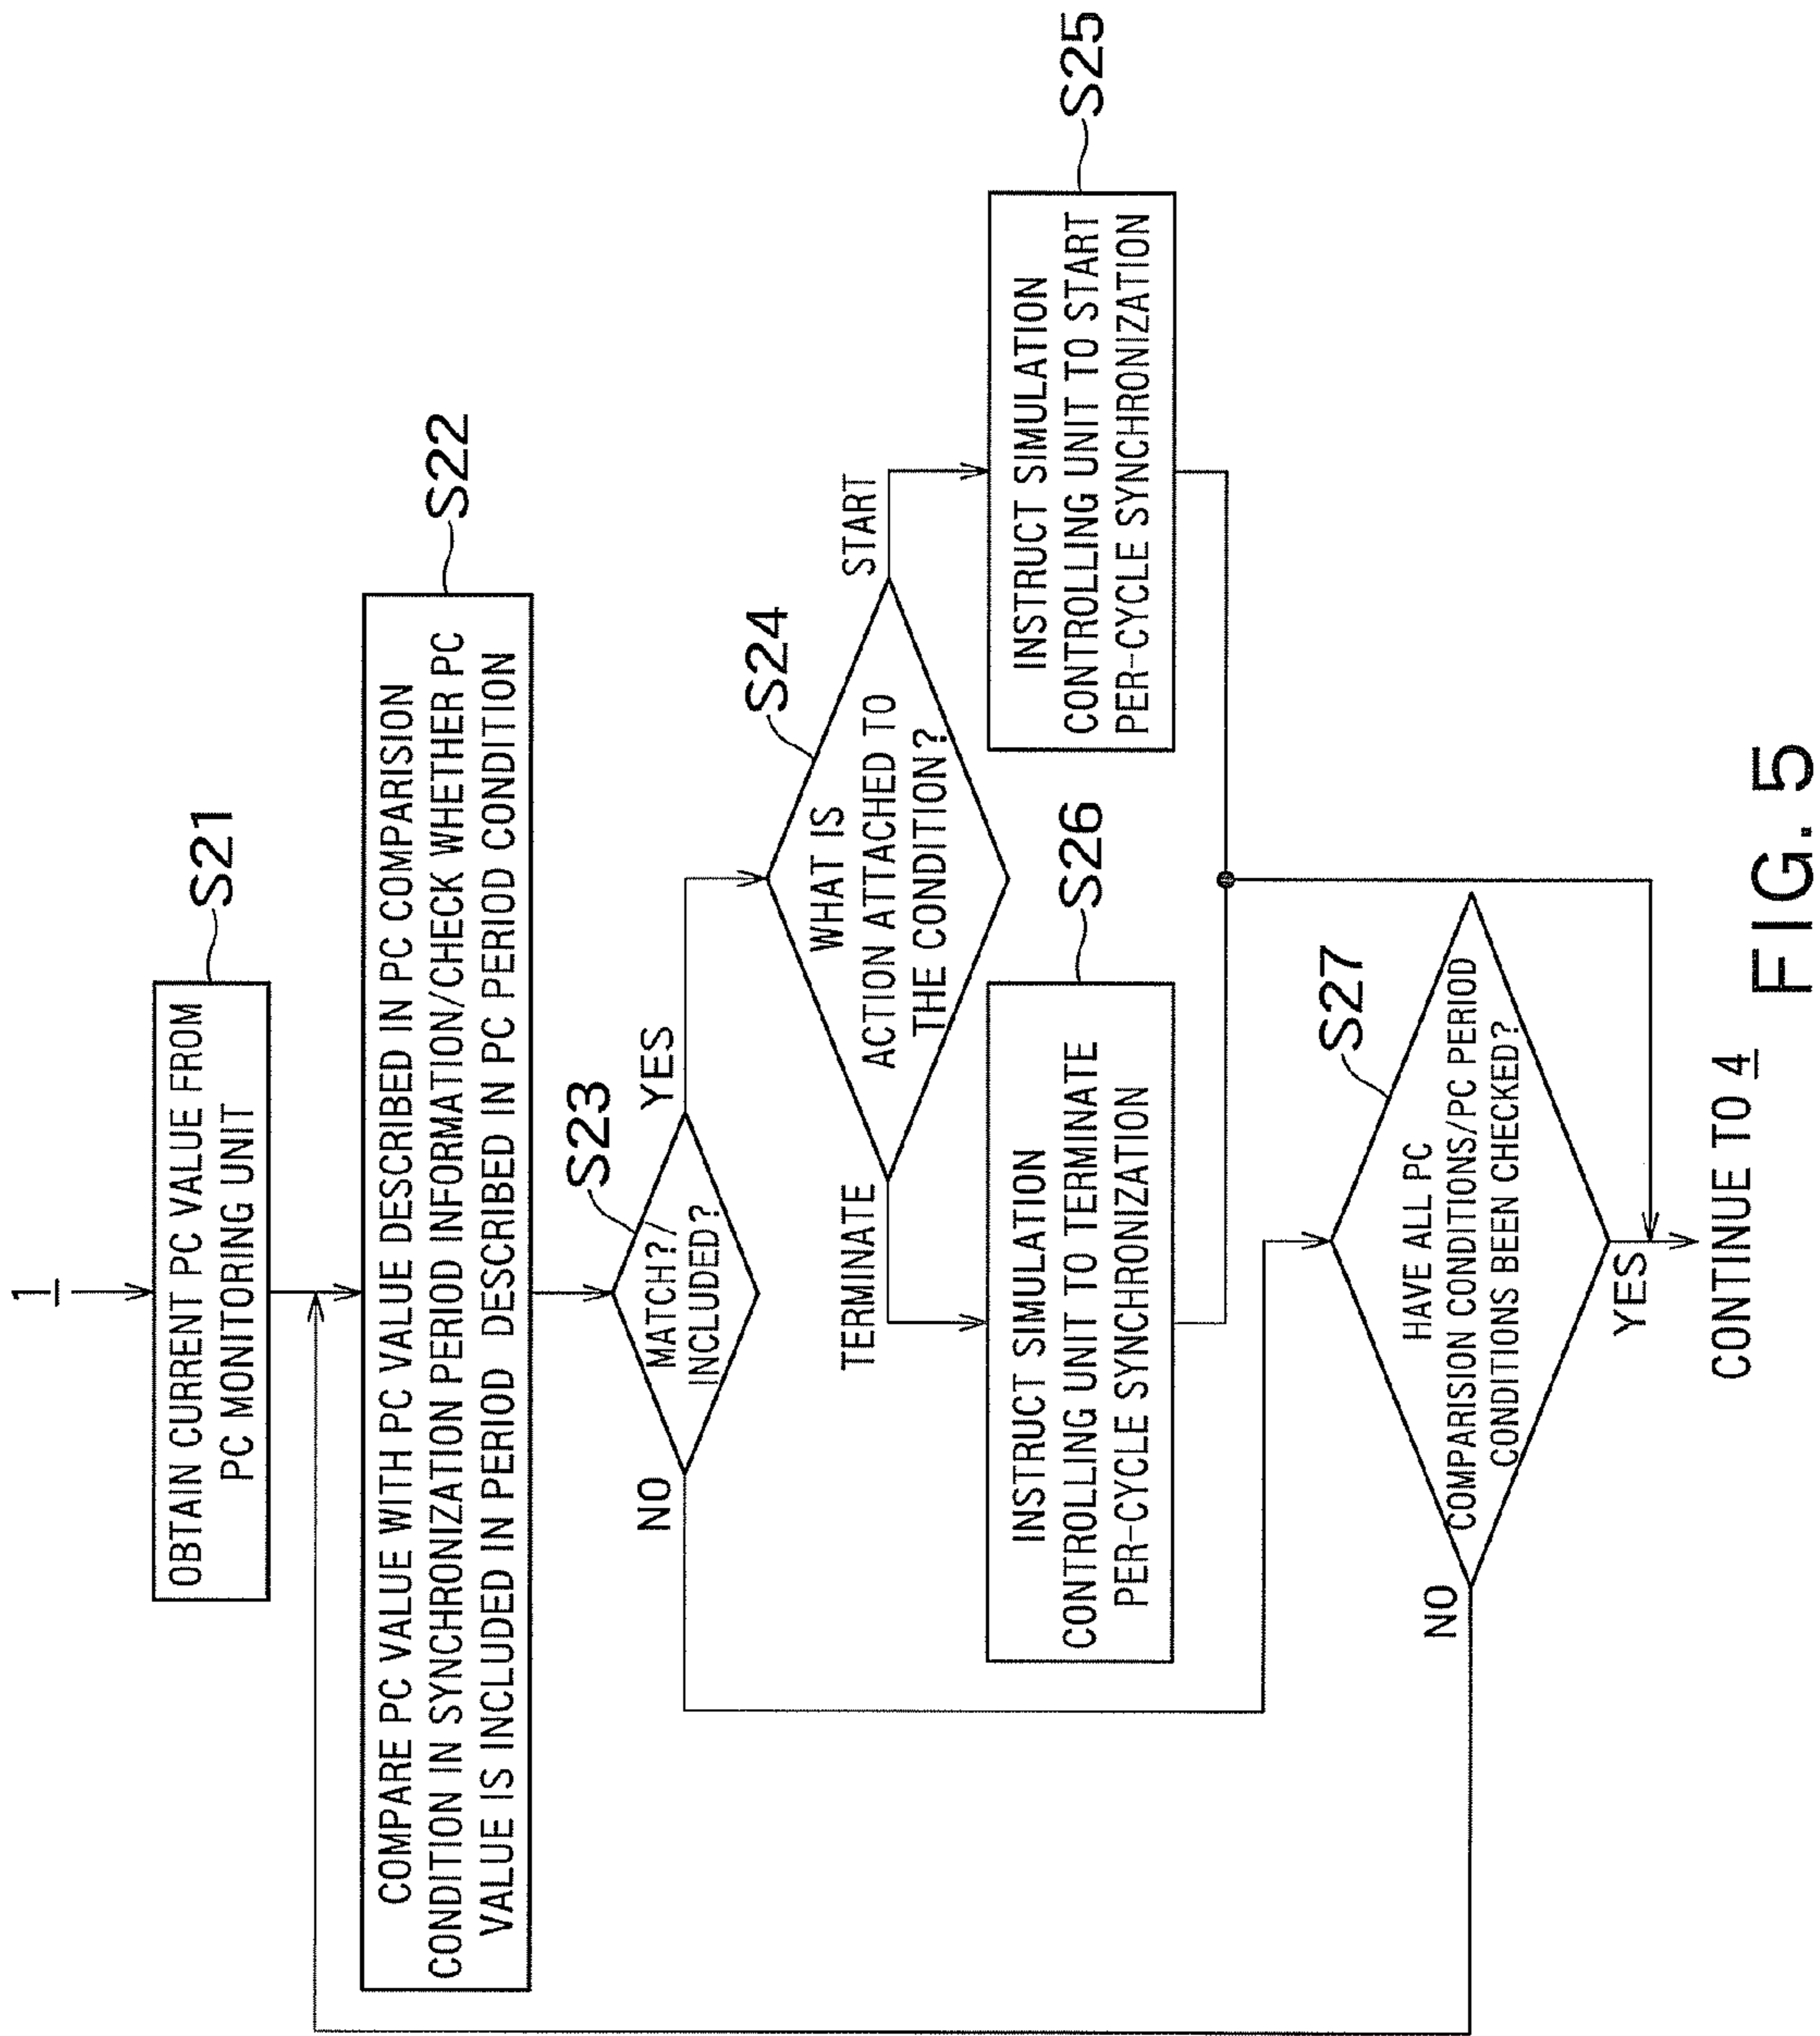 1
OBTAIN CURRENT PC VALUE FROM
PC MONITORING UNIT
S21
COMPARE PC VALUE WITH PC VALUE DESCRIBED IN PC COMPARISION
CONDITION IN SYNCHRONIZATION PERIOD INFORMATION/CHECK WHETHER PC
VALUE IS INCLUDED IN PERIOD DESCRIBED IN PC PERIOD CONDITION
S22
MATCH?/
INCLUDED?
S23
NO
YES
WHAT IS
ACTION ATTACHED TO
THE CONDITION?
S24
TERMINATE
START
INSTRUCT SIMULATION
CONTROLLING UNIT TO TERMINATE
PER-CYCLE SYNCHRONIZATION
S26
INSTRUCT SIMULATION
CONTROLLING UNIT TO START
PER-CYCLE SYNCHRONIZATION
S25
HAVE ALL PC
COMPARISION CONDITIONS/PC PERIOD
CONDITIONS BEEN CHECKED?
S27
NO
YES
CONTINUE TO 4
FIG. 5